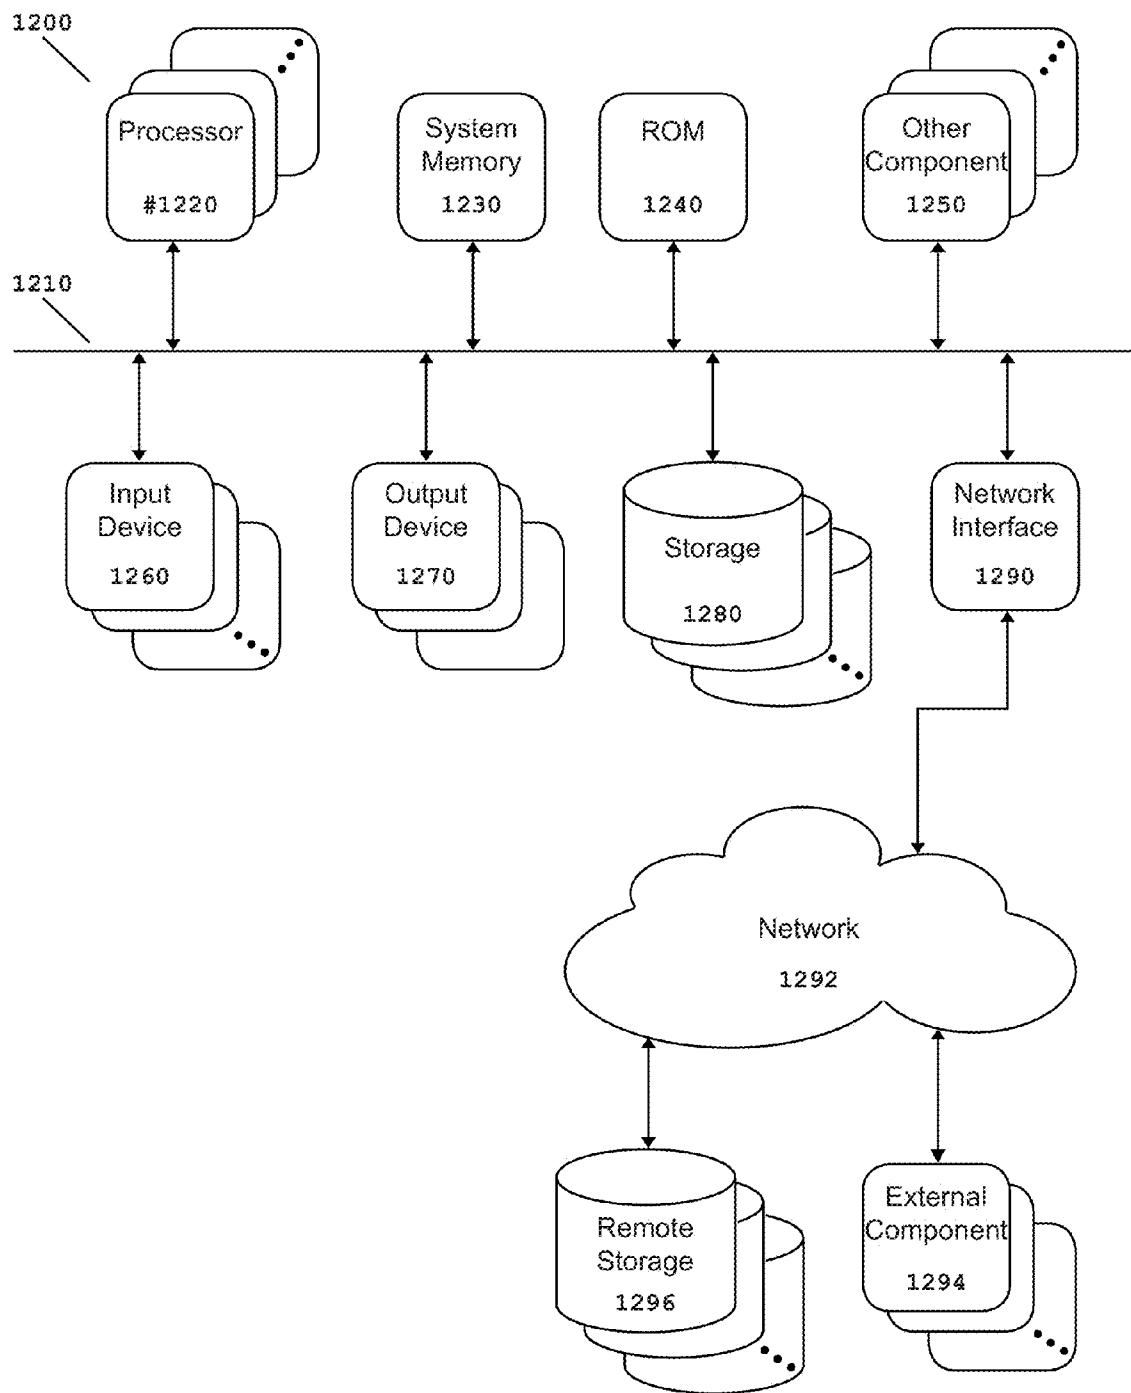 1200
Processor
#1220
System
Memory
1230
ROM
1240
Other
Component
1250
1210
Input
Device
1260
Output
Device
1270
Storage
1280
Network
Interface
1290
Network
1292
Remote
Storage
1296
External
Component
1294